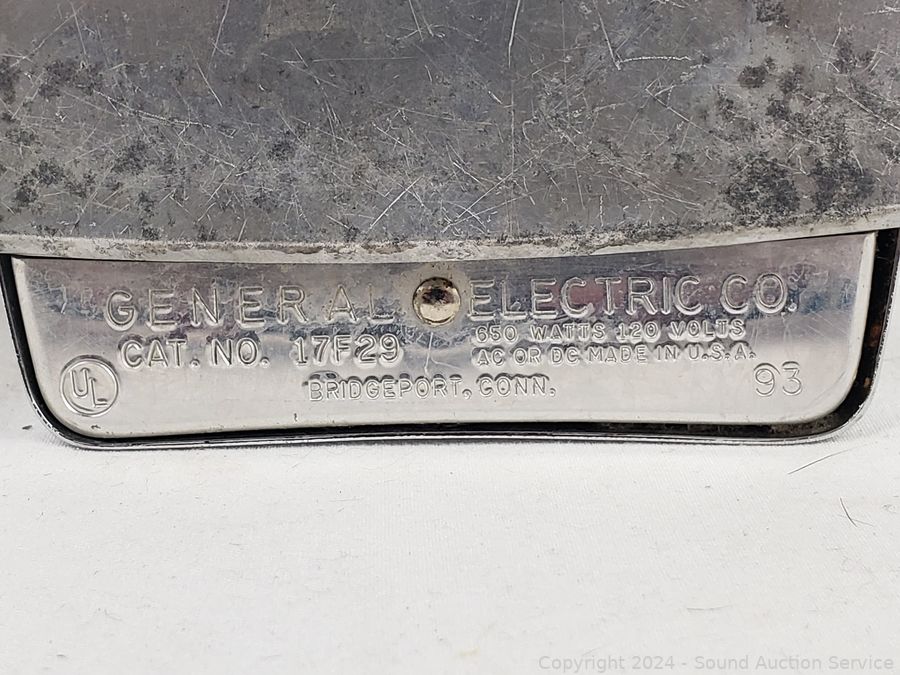 GENERAL ELECTRIC CO.
CAT. NO. 17F29
650 WATTS 120 VOLTS
AC OR DC MADE IN U.S.A.
UL
BRIDGEPORT, CONN.
93
Copyright © 2024 - Sound Auction Service